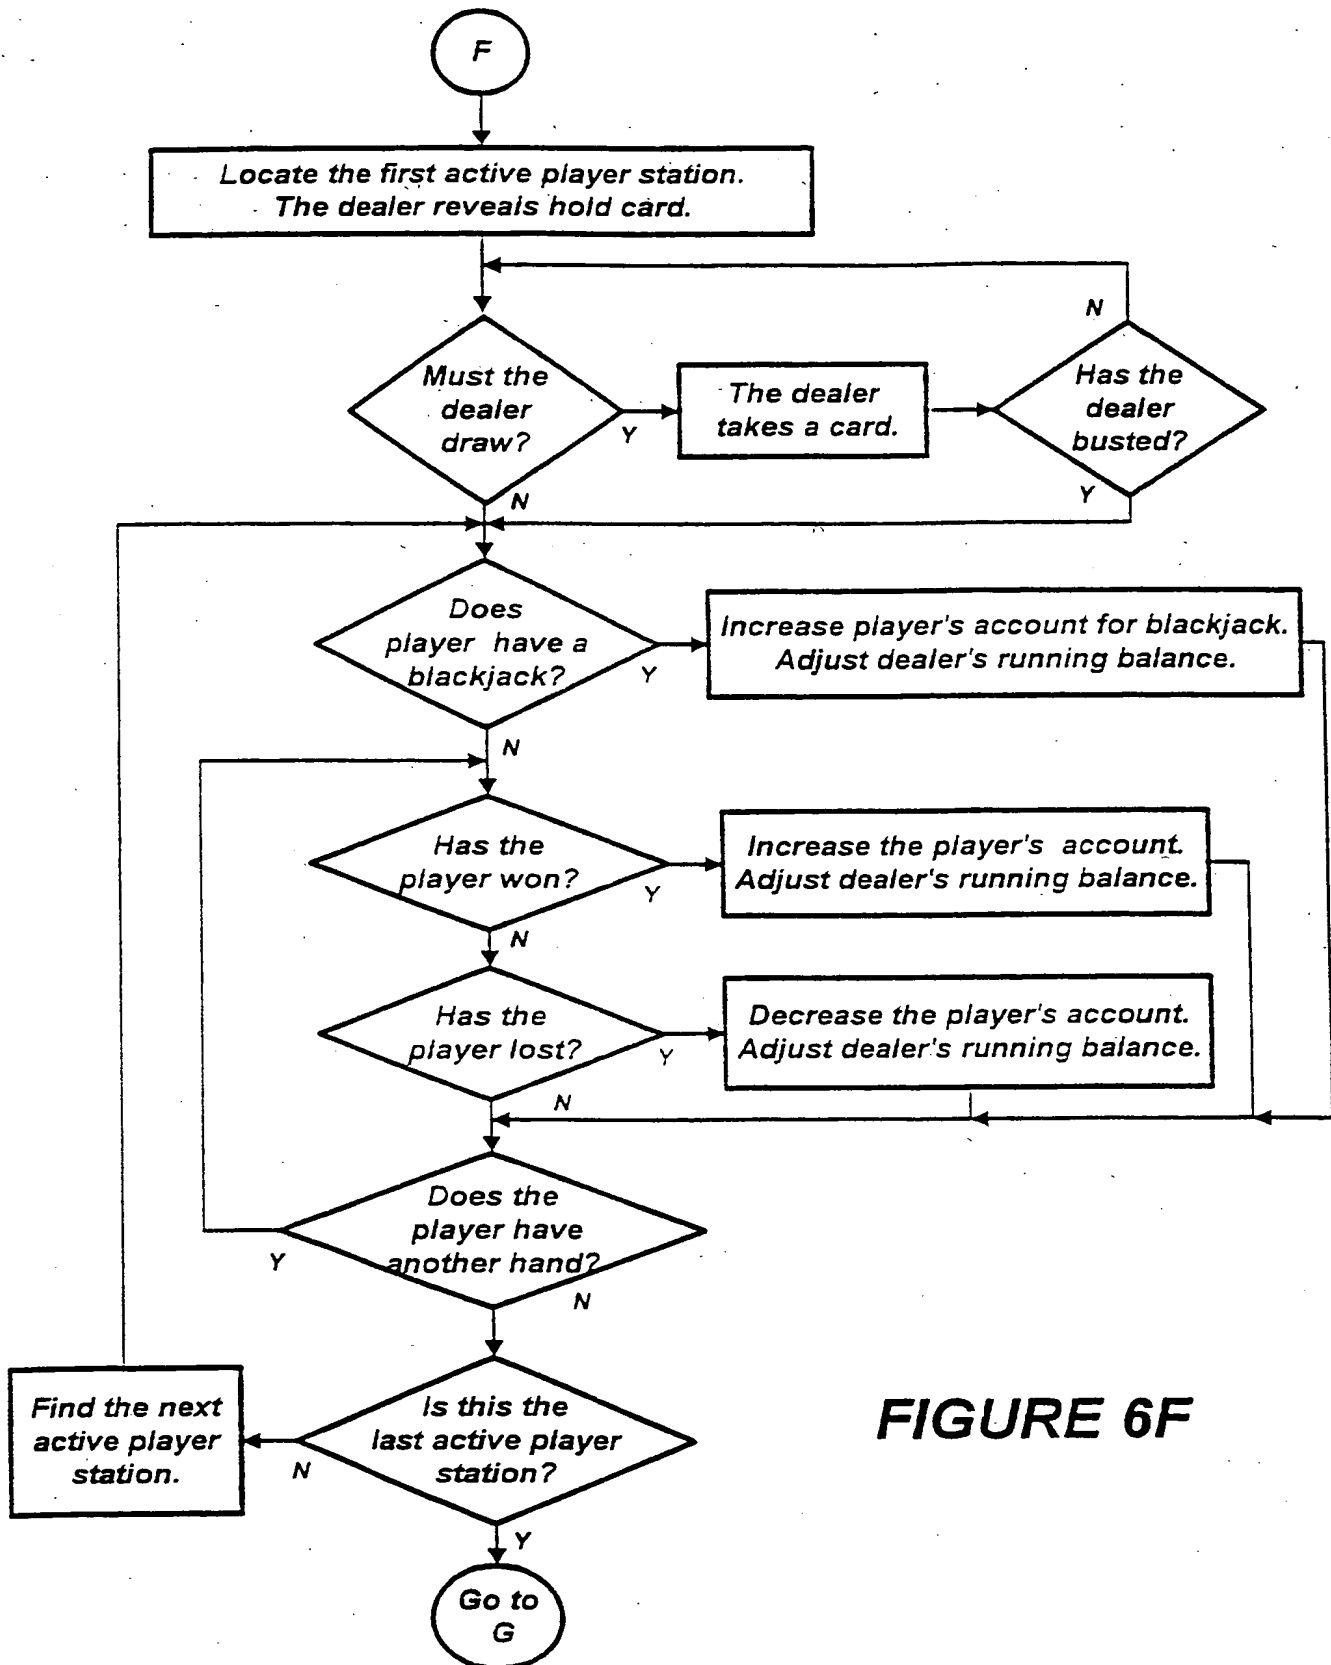 F
Locate the first active player station.
The dealer reveals hold card.
N
Must the
dealer
draw?
Y
The dealer
takes a card.
Has the
dealer
busted?
Y
N
Does
player have a
blackjack?
Y
Increase player's account for blackjack.
Adjust dealer's running balance.
N
Has the
player won?
Y
Increase the player's account.
Adjust dealer's running balance.
N
Has the
player lost?
Y
Decrease the player's account.
Adjust dealer's running balance.
N
Does the
player have
another hand?
Y
N
Find the next
active player
station.
N
Is this the
last active player
station?
Y
Go to
G
FIGURE 6F